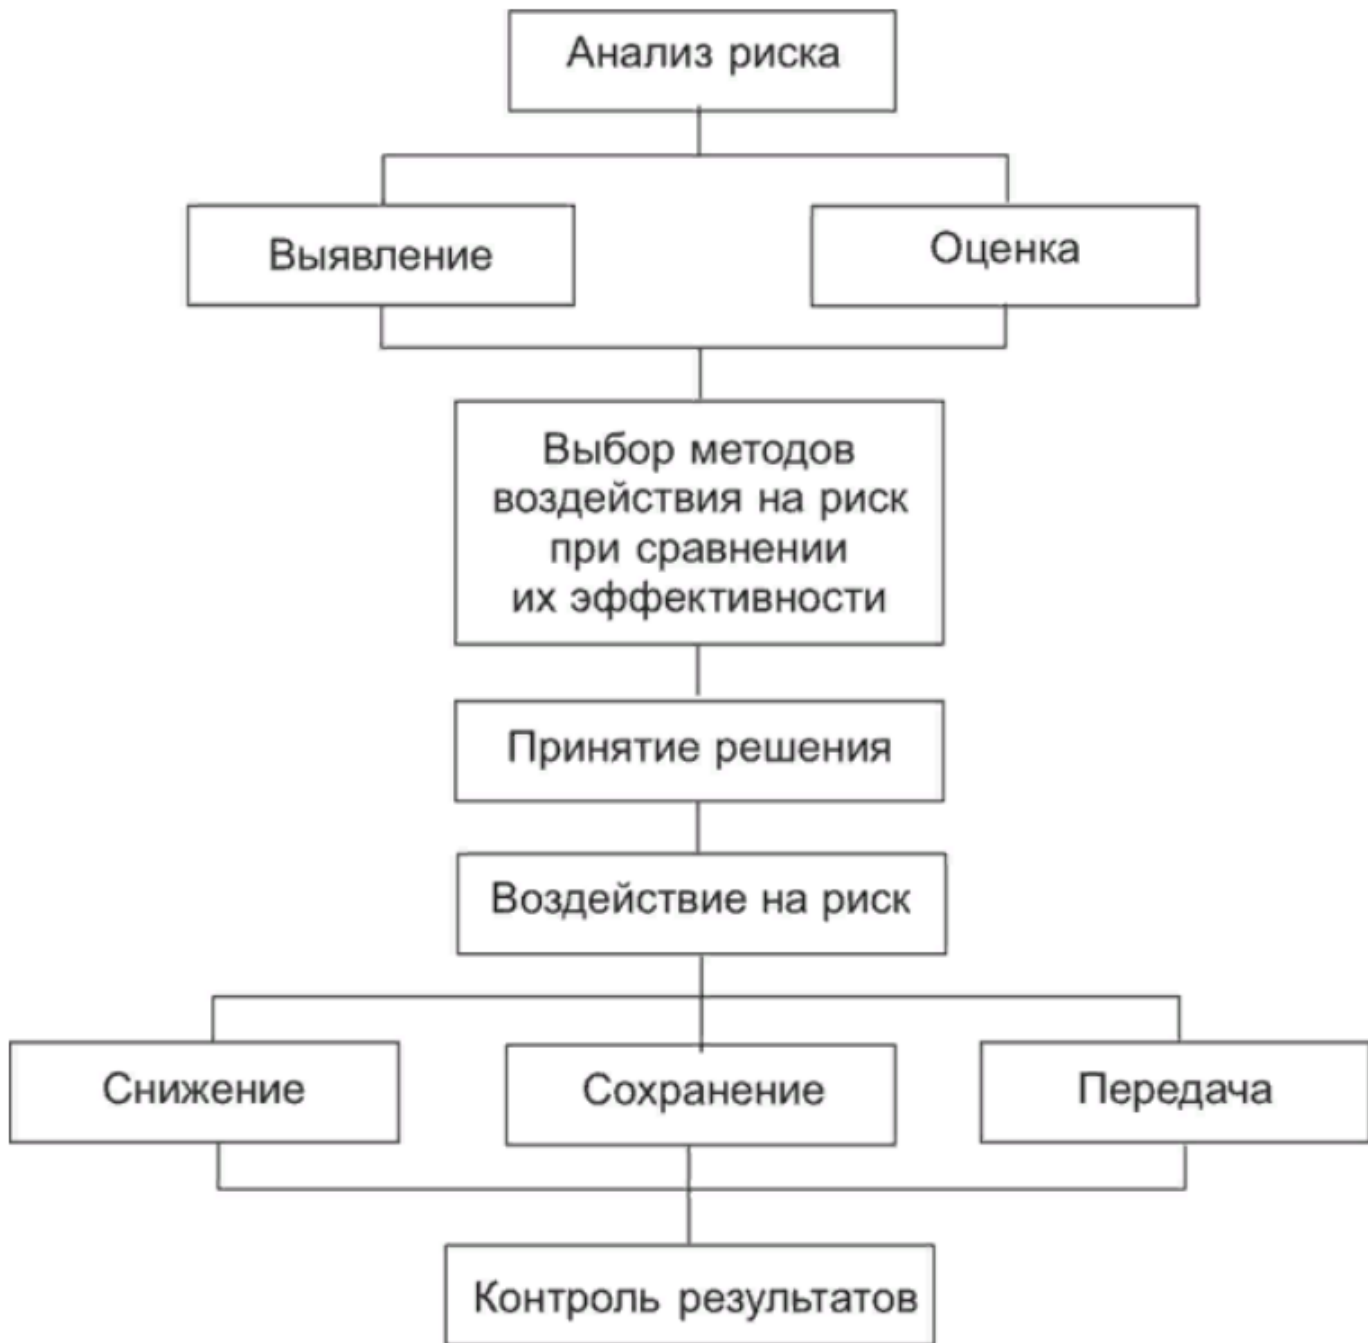 Анализ риска
Выявление
Оценка
Выбор методов
воздействия на риск
при сравнении
их эффективности
Принятие решения
Воздействие на риск
Снижение
Сохранение
Передача
Контроль результатов